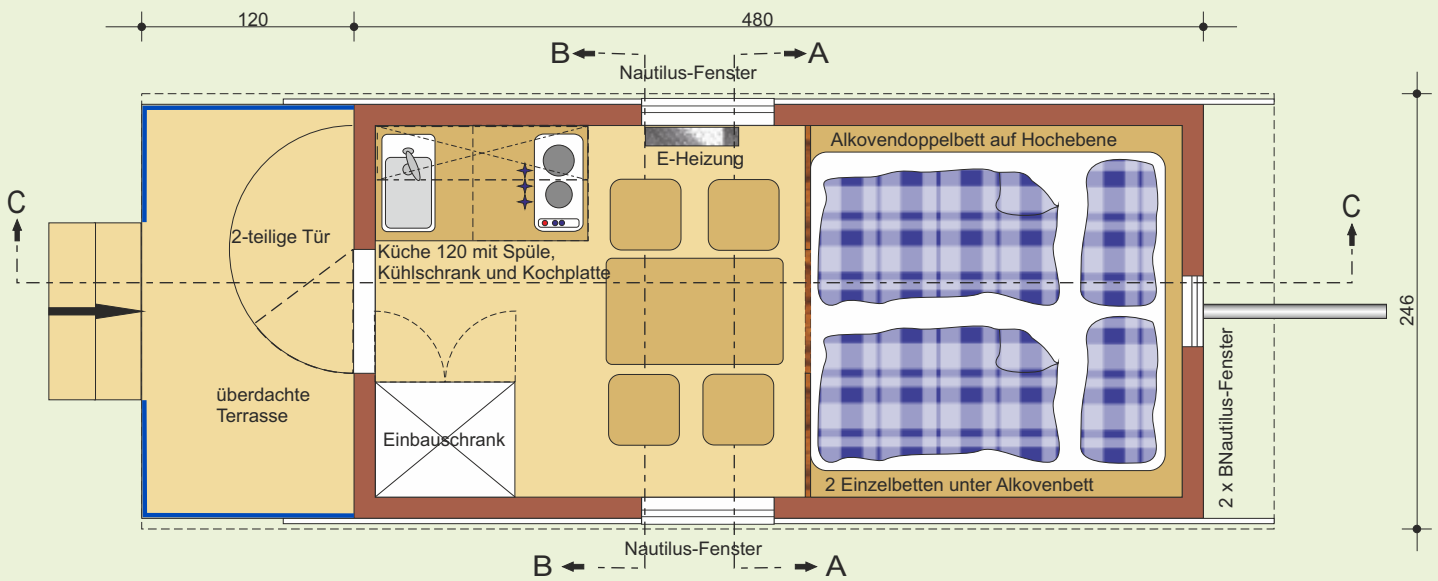 120
480
B
A
Nautilus-Fenster
Alkovendoppelbett auf Hochebene
E-Heizung
C
C
2-teilige Tür
Küche 120 mit Spüle,
Kühlschrank und Kochplatte
246
überdachte
Terrasse
Einbauschrank
2 x BNautilus-Fenster
2 Einzelbetten unter Alkovenbett
Nautilus-Fenster
B
A